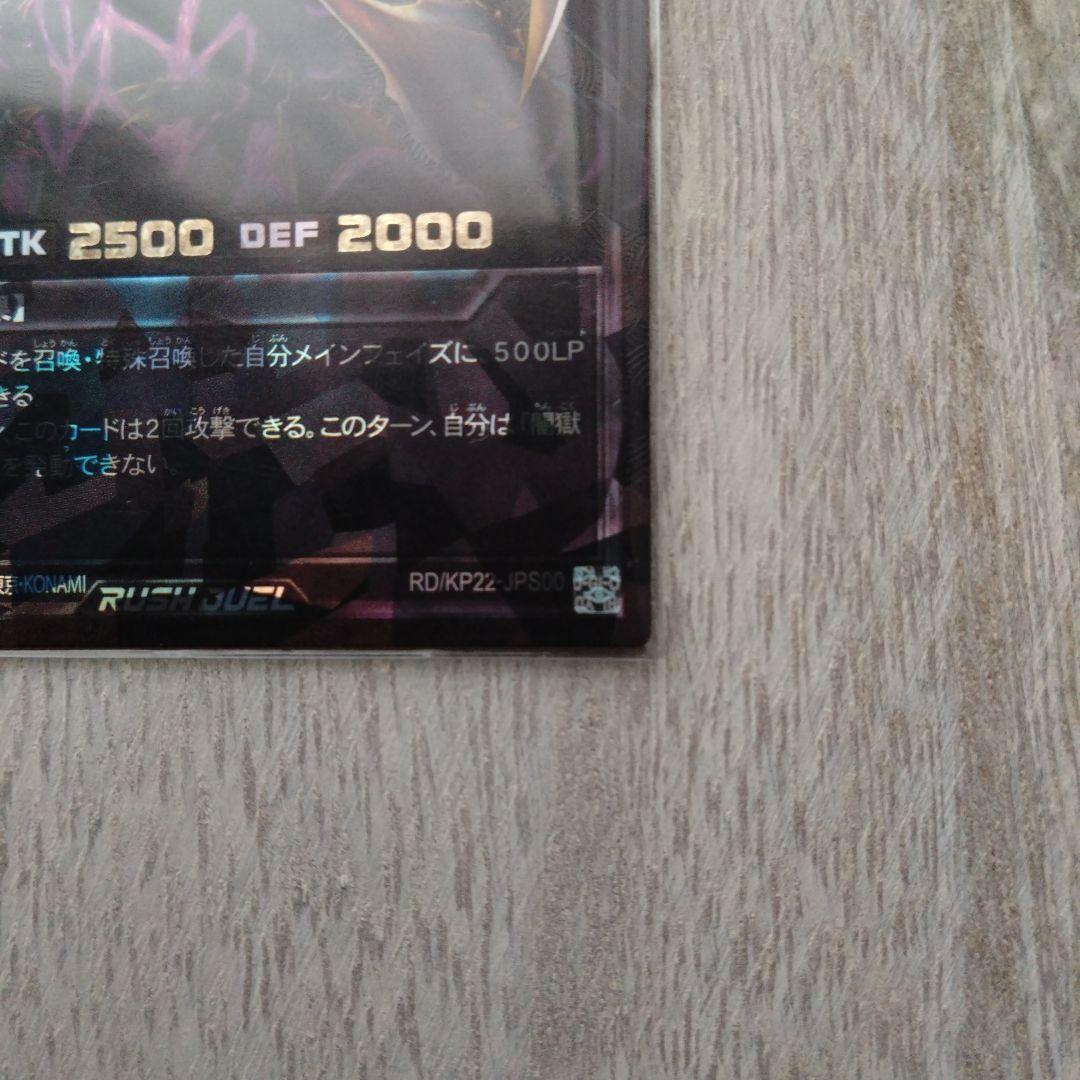 TK 2500 DEF 2000
】
ドを召喚・特殊召喚した自分メインフェイズに、500LP
きる
このカードは2回攻撃できる。このターン、自分は「闇獄
を発動できない。
東京・KONAMI RUSH DUEL RD/KP22-JPS00